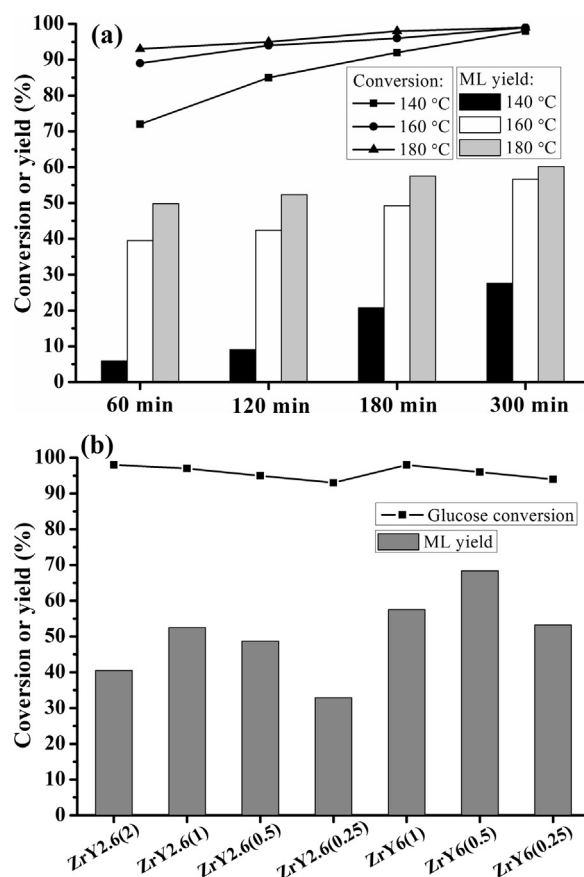 (a)
Conversion or yield (%)
100
90
80
70
60
50
40
30
20
10
0
Conversion:
140 °C
160 °C
180 °C
ML yield:
140 °C
160 °C
180 °C
60 min
120 min
180 min
300 min
(b)
Coversion or yield (%)
100
90
80
70
60
50
40
30
20
10
0
Glucose conversion
ML yield
ZrY2.6(2)
ZrY2.6(1)
ZrY2.6(0.5)
ZrY2.6(0.25)
ZrY6(1)
ZrY6(0.5)
ZrY6(0.25)